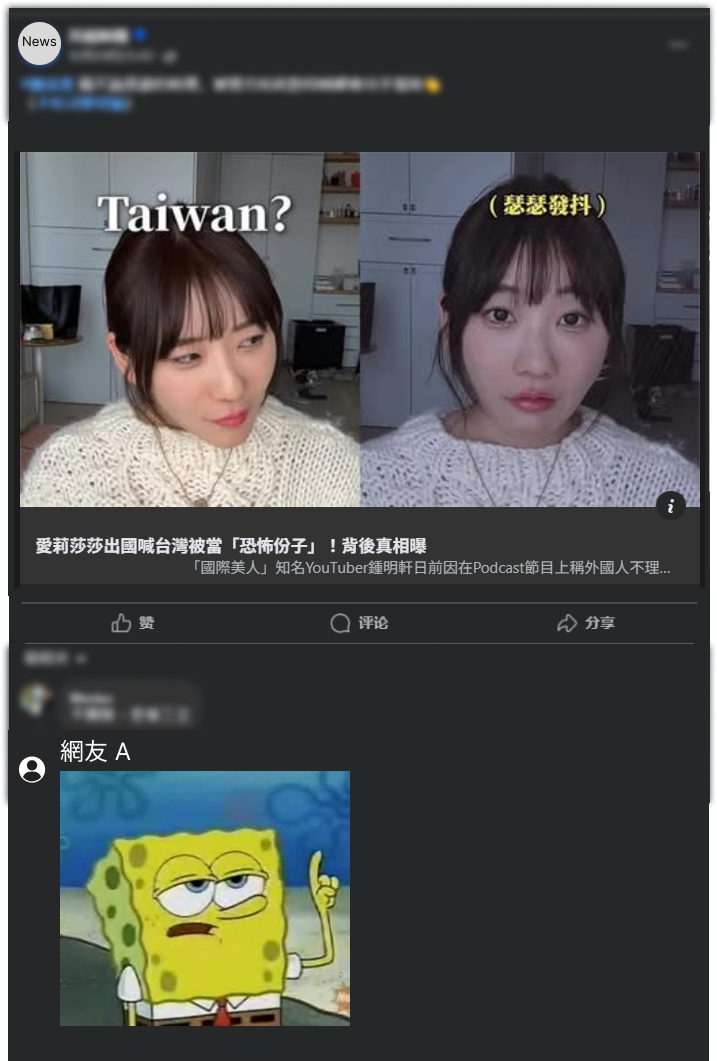 News
Taiwan?
（瑟瑟發抖）
愛莉莎莎出國喊台灣被當「恐怖份子」！背後真相曝
「國際美人」知名YouTuber鍾明軒日前因在Podcast節目上稱外國人不理...
赞
评论
分享
網友 A